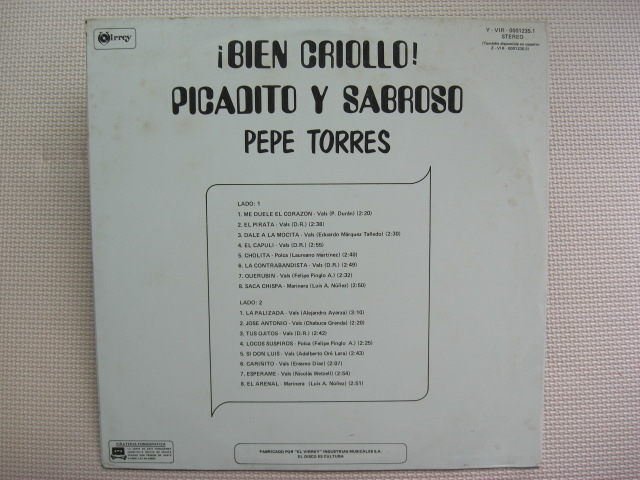 Virrey
Y - VIR - 0001235.1
STEREO
¡BIEN CRIOLLO!
PICADITO Y SABROSO
PEPE TORRES
LADO: 1
1. ME DUELE EL CORAZON - Vals (P. Durán) (2:20)
2. EL PIRATA - Vals (D.R.) (2:38)
3. DALE A LA MOCITA - Vals (Eduardo Márquez Talledo) (2:30)
4. EL CAPULI - Vals (D.R.) (2:55)
5. CHOLITA - Polca (Laureano Martínez) (2:40)
6. LA CONTRABANDISTA - Vals (D.R.) (2:49)
7. QUERUBIN - Vals (Felipe Pinglo A.) (2:32)
8. SACA CHISPA - Marinera (Luis A. Núñez) (2:50)
LADO: 2
1. LA PALIZADA - Vals (Alejandro Ayarza) (3:10)
2. JOSE ANTONIO - Vals (Chabuca Granda) (2:20)
3. TUS OJITOS - Vals (D.R.) (2:42)
4. LOCOS SUSPIROS - Polca (Felipe Pinglo A.) (2:25)
5. SI DON LUIS - Vals (Adalberto Oré Lara) (2:43)
6. CARIÑITO - Vals (Erasmo Díaz) (2:07)
7. ESPERAME - Vals (Nicolás Wetzell) (2:54)
8. EL ARENAL - Marinera (Luis A. Núñez) (2:51)
PIRATERIA FONOGRAFICA
FABRICADO POR "EL VIRREY" INDUSTRIAS MUSICALES S.A.
EL DISCO ES CULTURA